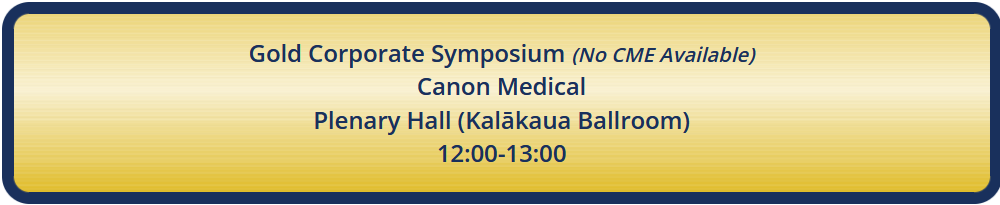 Gold Corporate Symposium (No CME Available)
Canon Medical
Plenary Hall (Kalākaua Ballroom)
12:00-13:00